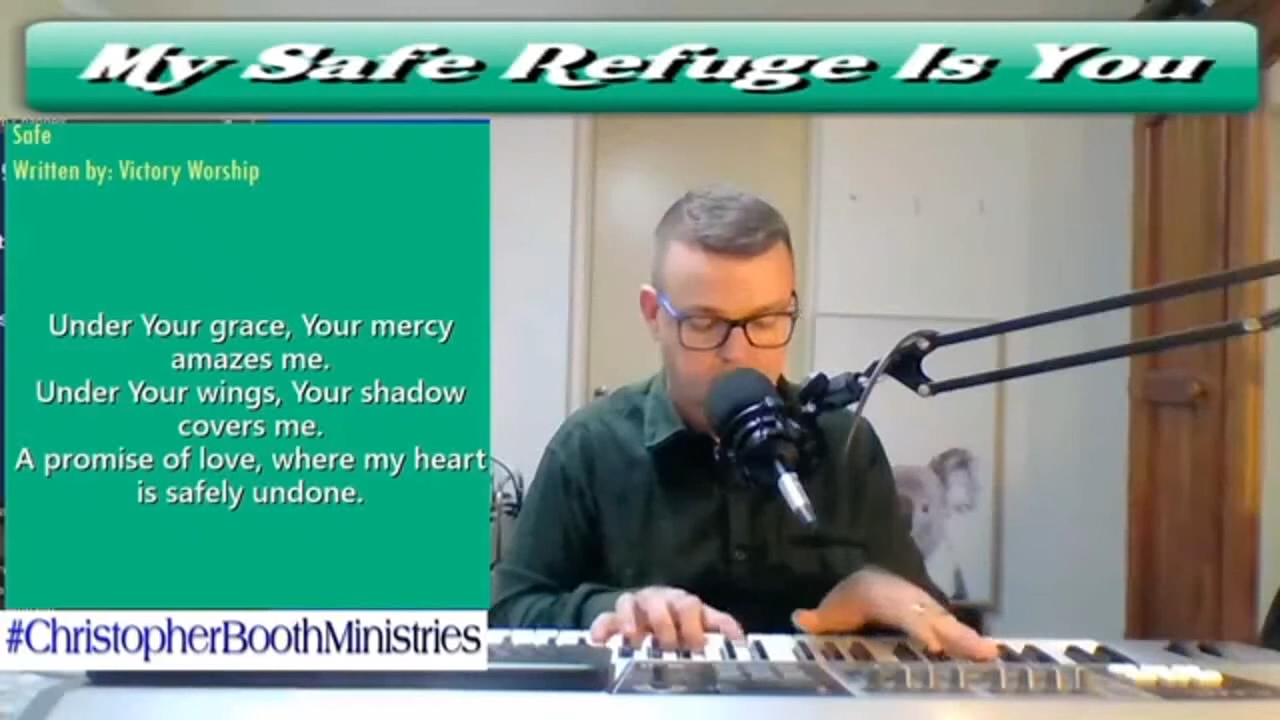 My Safe Refuge Is You
Safe
Written by: Victory Worship
Under Your grace, Your mercy
amazes me.
Under Your wings, Your shadow
covers me.
A promise of love, where my heart
is safely undone.
#ChristopherBoothMinistries